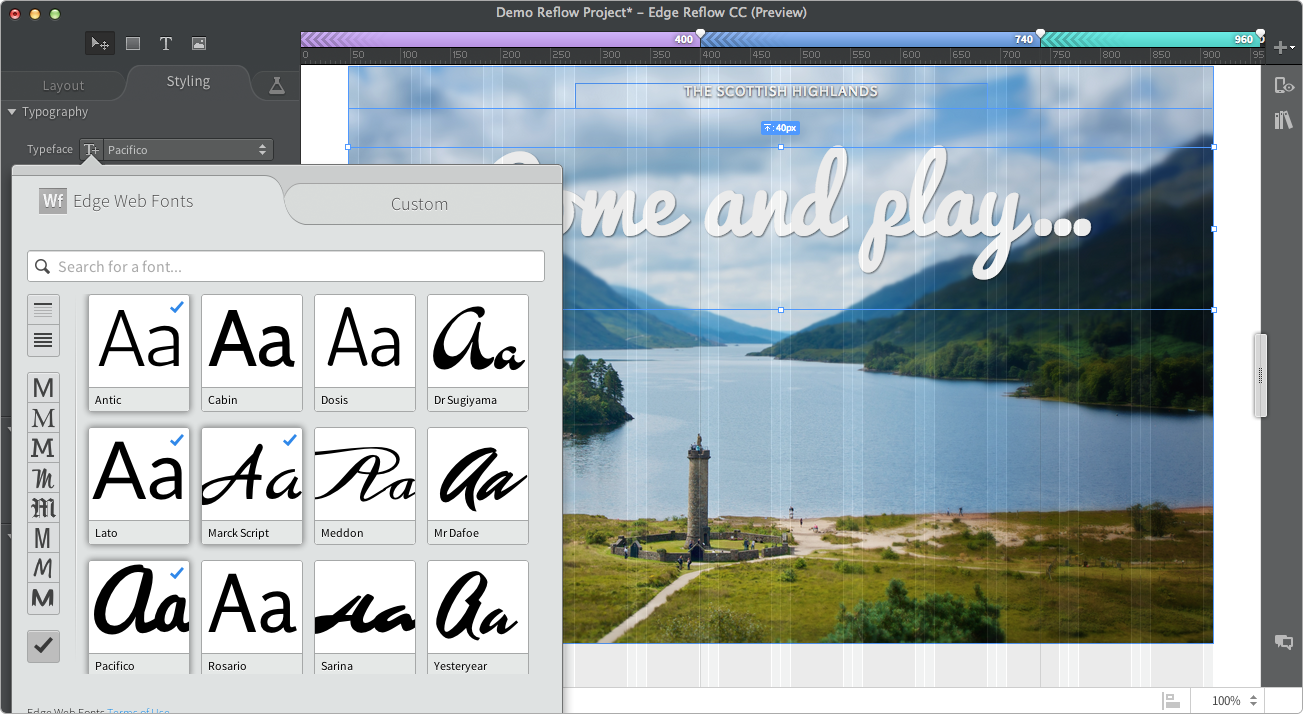 Demo Reflow Project* – Edge Reflow CC (Preview)
T
400
740
960
0 50 100 150 200 250 300 350 400 450 500 550 600 650 700 750 800 850 900 95
Layout
Styling
Typography
Typeface T+ Pacifico
THE SCOTTISH HIGHLANDS
: 40px
ome and play...
Wf Edge Web Fonts
Custom
Search for a font...
Aa Aa Aa Aa
Antic Cabin Dosis Dr Sugiyama
M
M
M
M
M
M
M
M
Aa Aa Aa Aa
Lato Marck Script Meddon Mr Dafoe
Aa Aa Aa Aa
Pacifico Rosario Sarina Yesteryear
Edge Web Fonts Terms of Use
100%